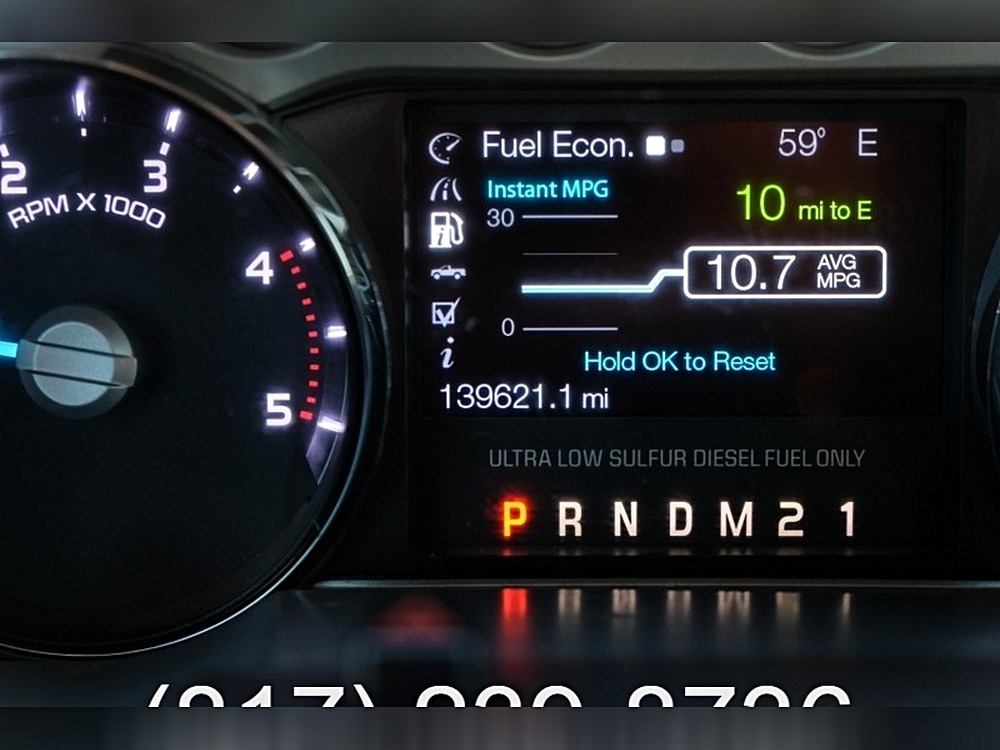 2 3 4 5
RPM X 1000
Fuel Econ. 59° E
Instant MPG
30
10 mi to E
10.7 AVG MPG
0
Hold OK to Reset
139621.1 mi
ULTRA LOW SULFUR DIESEL FUEL ONLY
P R N D M 2 1